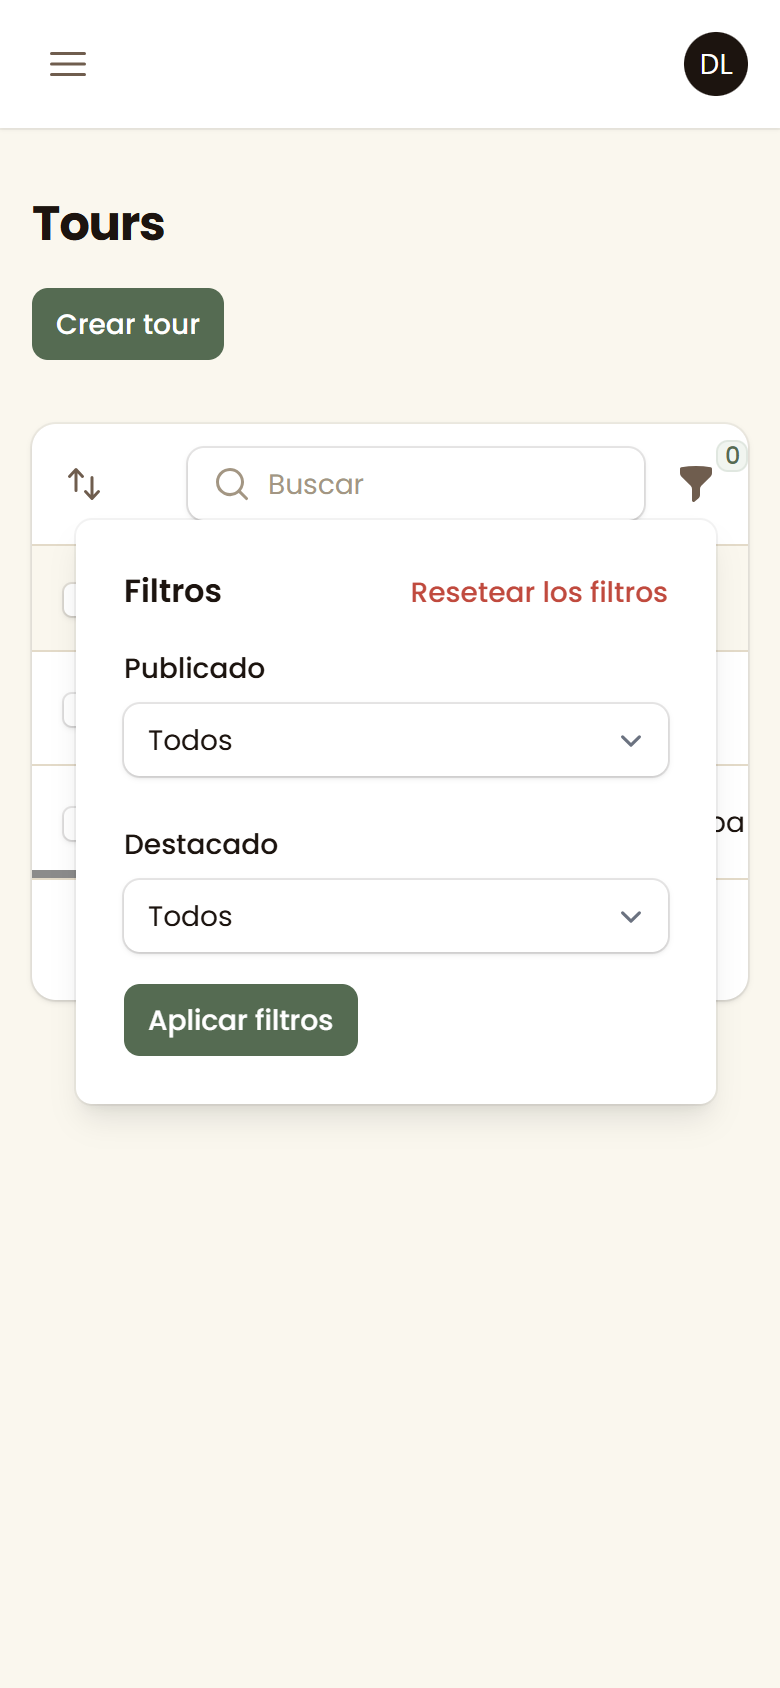 DL
Tours
Crear tour
Buscar
0
Filtros
Resetear los filtros
Publicado
Todos
Destacado
Todos
Aplicar filtros